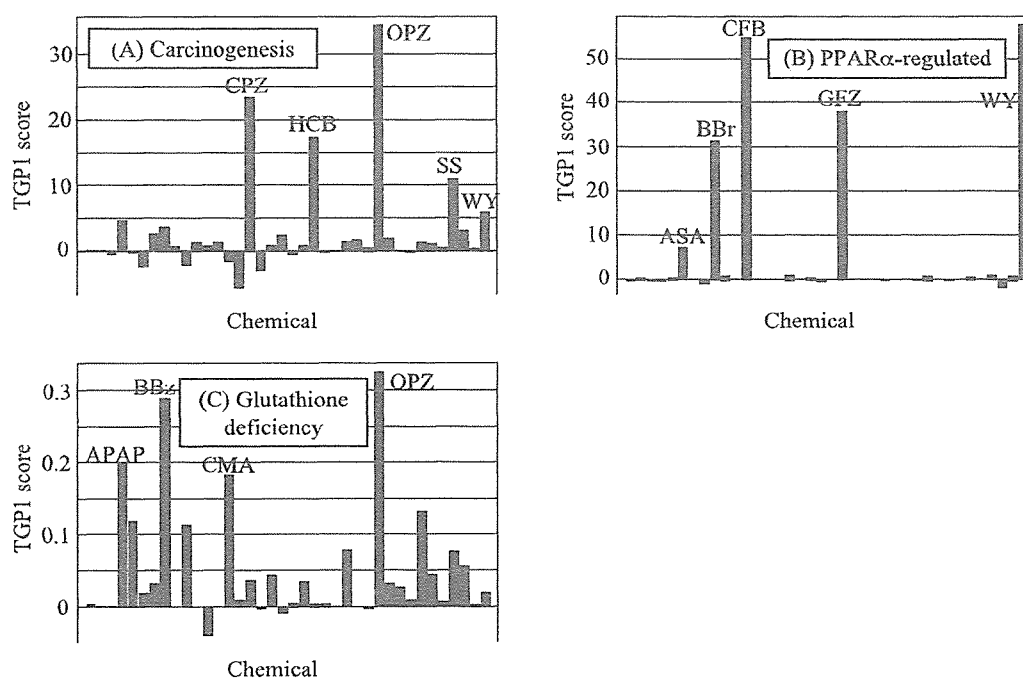 (A) Carcinogenesis
OPZ
CPZ
HCB
SS
WY
30
20
10
0
TGP1 score
Chemical
(B) PPARα-regulated
CFB
GFZ
WY
BBr
ASA
50
40
30
20
10
0
TGP1 score
Chemical
(C) Glutathione
deficiency
BBz
OPZ
APAP
CMA
0.3
0.2
0.1
0
TGP1 score
Chemical